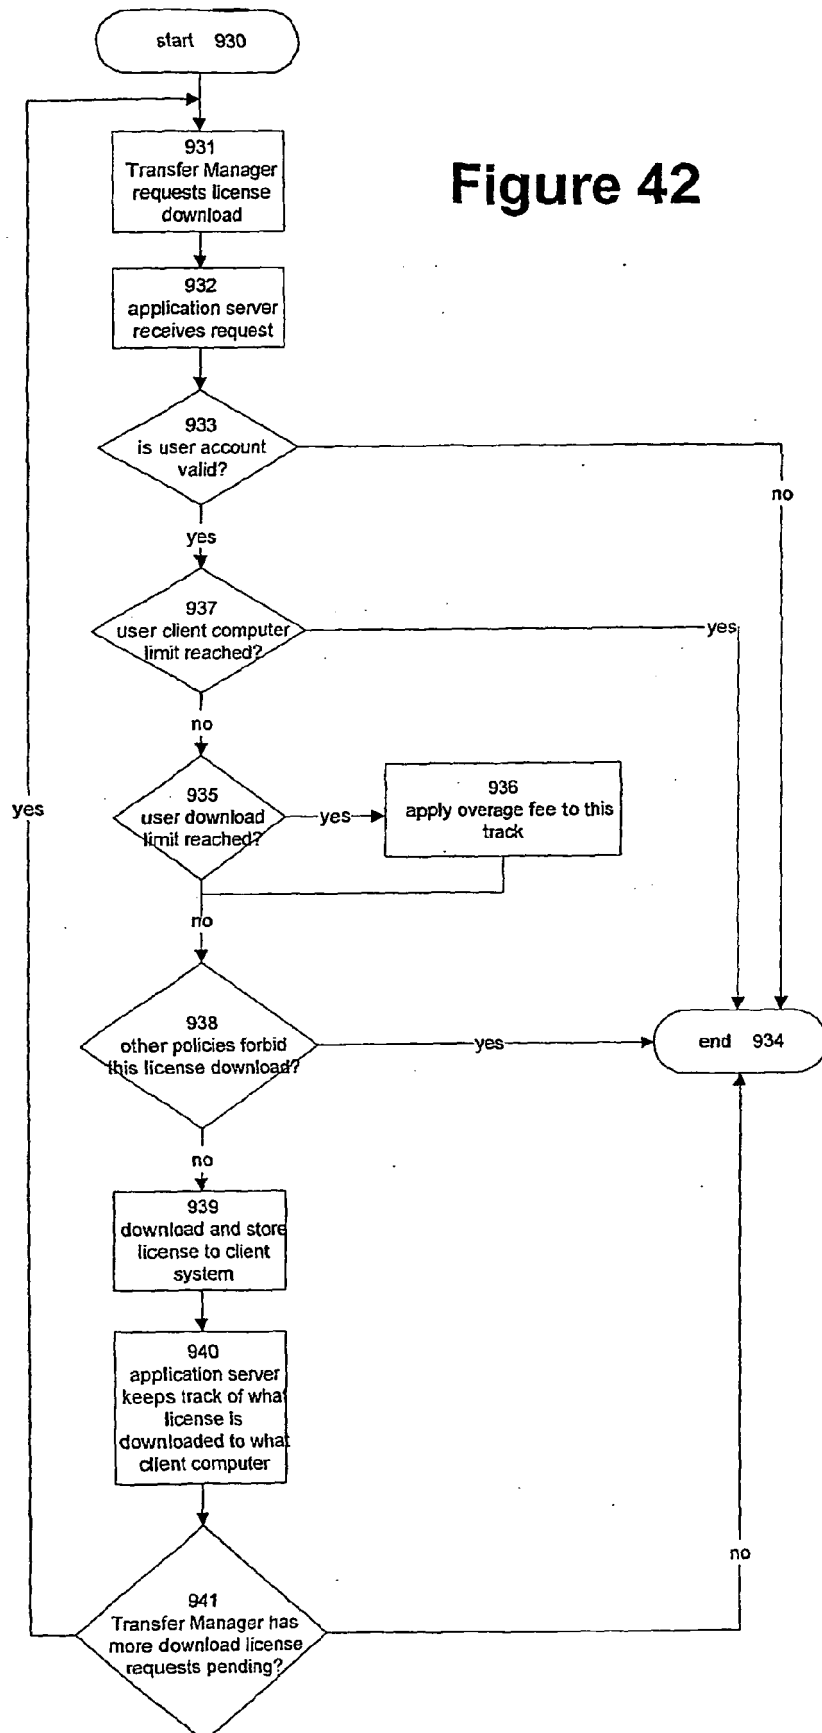 start 930
Figure 42
931
Transfer Manager
requests license
download
932
application server
receives request
933
is user account
valid?
no
yes
937
user client computer
limit reached?
yes
no
935
user download
limit reached?
yes
936
apply overage fee to this
track
yes
no
938
other policies forbid
this license download?
yes
end 934
no
939
download and store
license to client
system
940
application server
keeps track of what
license is
downloaded to what
client computer
no
941
Transfer Manager has
more download license
requests pending?